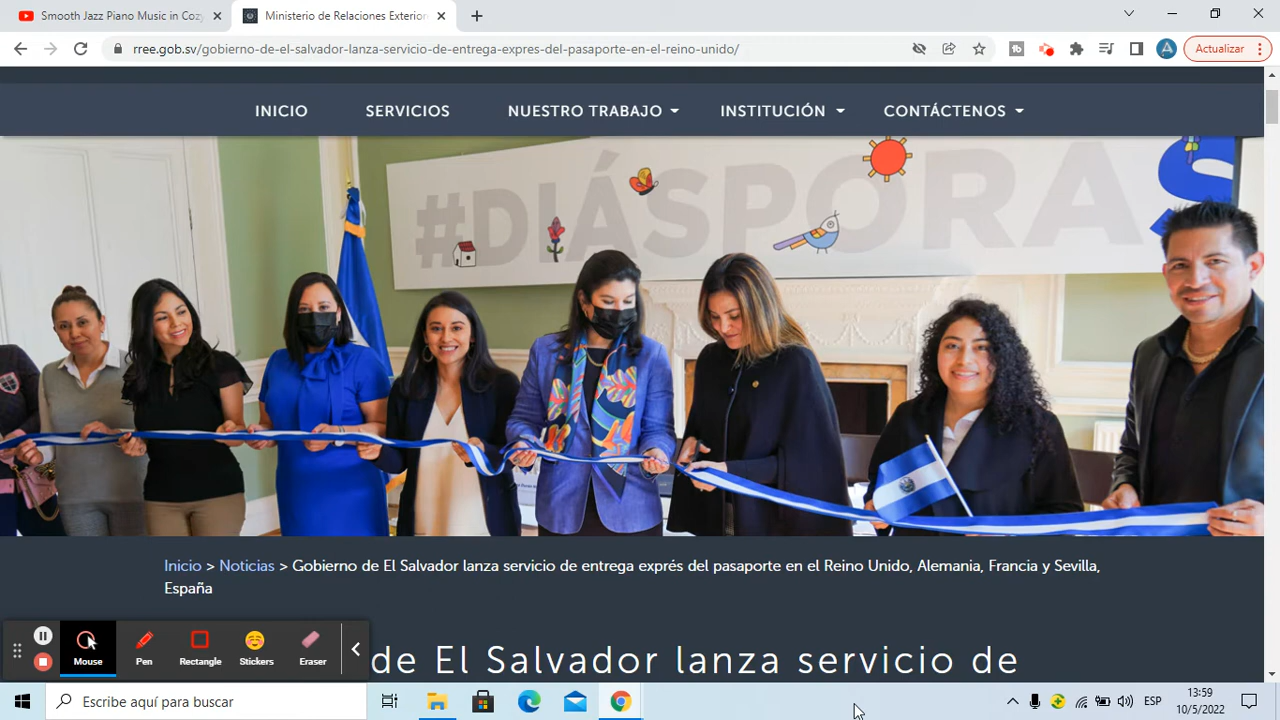 Smooth Jazz Piano Music in Cozy
Ministerio de Relaciones Exterior
rree.gob.sv/gobierno-de-el-salvador-lanza-servicio-de-entrega-expres-del-pasaporte-en-el-reino-unido/
Actualizar
INICIO SERVICIOS NUESTRO TRABAJO INSTITUCIÓN CONTÁCTENOS
#DIÁSPORAS
Inicio > Noticias > Gobierno de El Salvador lanza servicio de entrega exprés del pasaporte en el Reino Unido, Alemania, Francia y Sevilla,
España
de El Salvador lanza servicio de
Mouse Pen Rectangle Stickers Eraser
Escribe aquí para buscar
ESP
13:59
10/5/2022